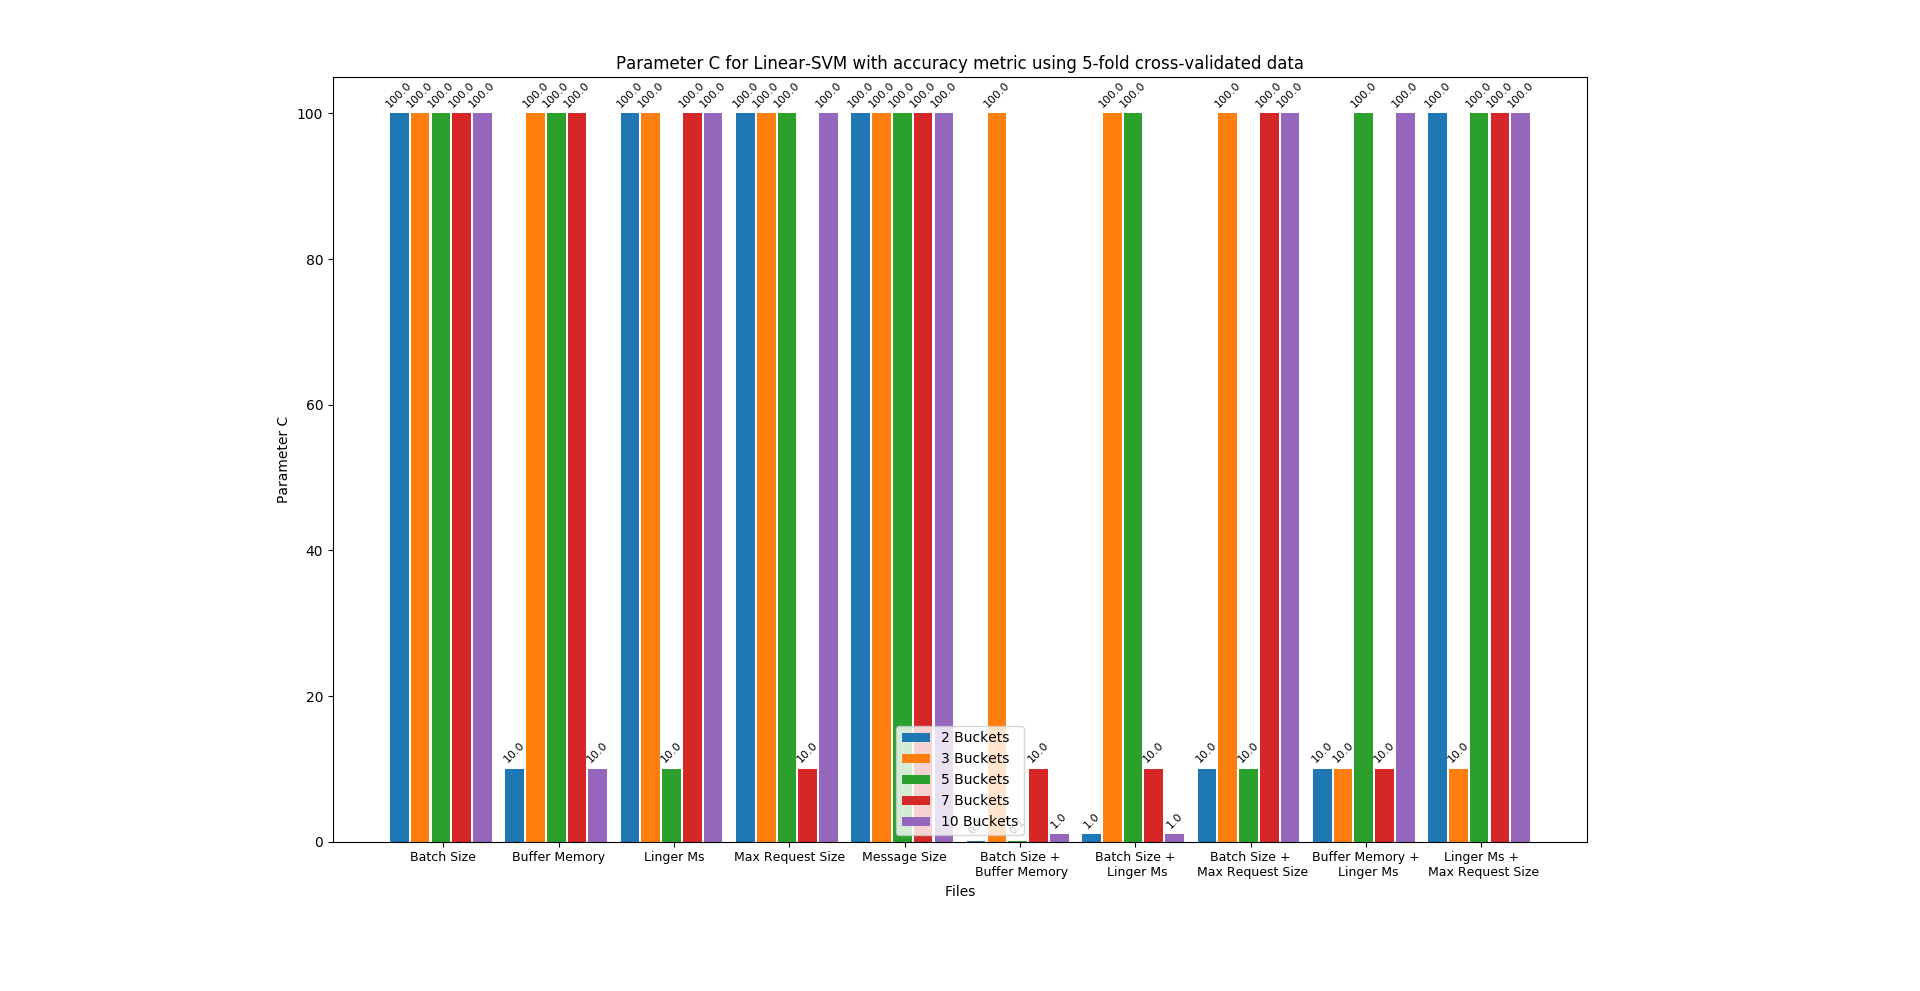 Parameter C for Linear-SVM with accuracy metric using 5-fold cross-validated data
100.0 100.0 100.0 100.0 100.0 100.0 100.0 100.0 100.0 100.0 100.0 100.0 100.0 100.0 100.0 100.0 100.0 100.0 100.0 100.0 100.0 100.0 100.0 100.0 100.0 100.0 100.0 100.0 100.0 100.0 100.0 100.0 100.0
100
80
60
40
20
0
Parameter C
10.0 10.0 10.0 10.0 10.0 1.0 1.0 10.0 1.0 10.0 10.0 10.0 10.0 10.0 10.0
2 Buckets
3 Buckets
5 Buckets
7 Buckets
10 Buckets
Batch Size
Buffer Memory
Linger Ms
Max Request Size
Message Size
Batch Size +
Buffer Memory
Batch Size +
Linger Ms
Batch Size +
Max Request Size
Buffer Memory +
Linger Ms
Linger Ms +
Max Request Size
Files